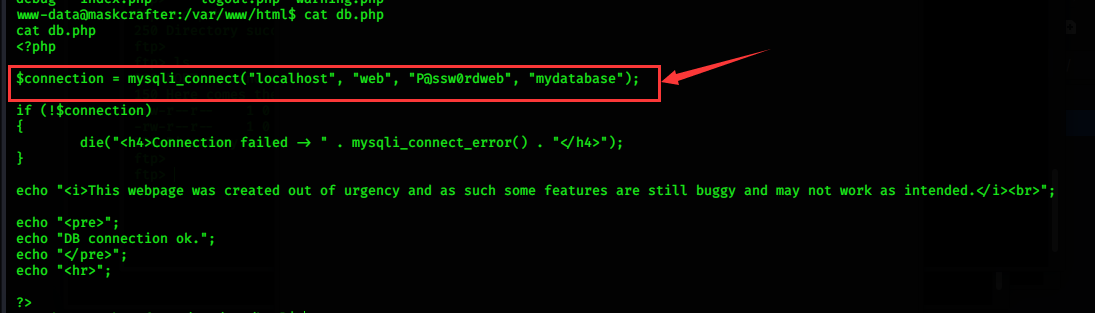 debug index.php logout.php warning.php
www-data@maskcrafter:/var/www/html$ cat db.php
cat db.php
<?php
$connection = mysqli_connect("localhost", "web", "P@ssw0rdweb", "mydatabase");
if (!$connection)
{
die("<h4>Connection failed -> " . mysqli_connect_error() . "</h4>");
}
echo "<i>This webpage was created out of urgency and as such some features are still buggy and may not work as intended.</i><br>";
echo "<pre>";
echo "DB connection ok.";
echo "</pre>";
echo "<hr>";
?>